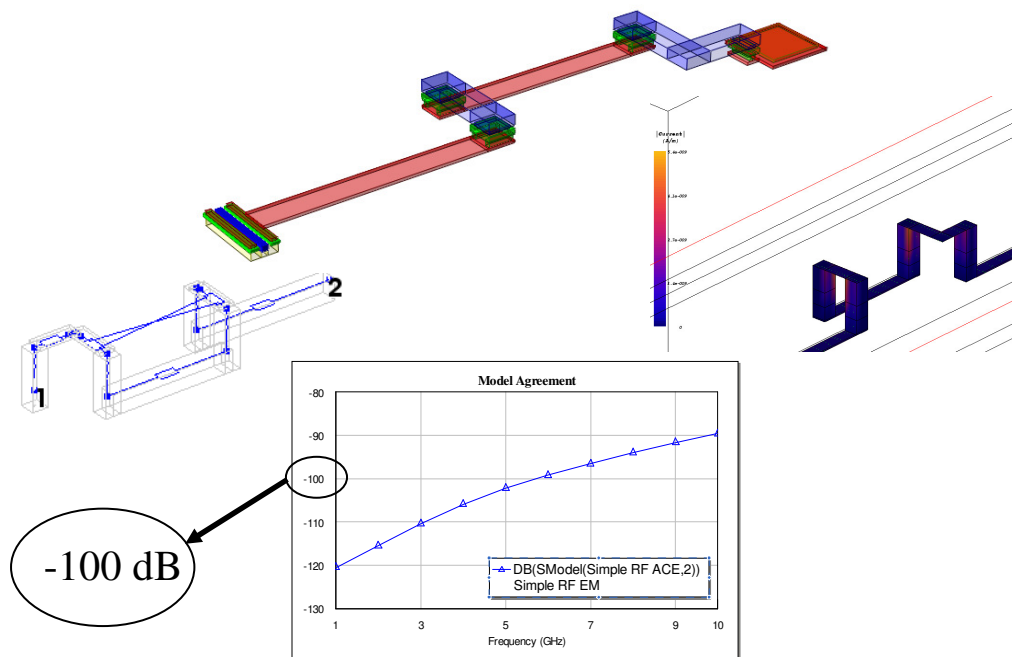 |Current|
(A/m)
0
2
1
Model Agreement
-80
-90
-100
-110
-120
-130
1
3
5
7
9
10
Frequency (GHz)
DB(SModel(Simple RF ACE,2))
Simple RF EM
-100 dB